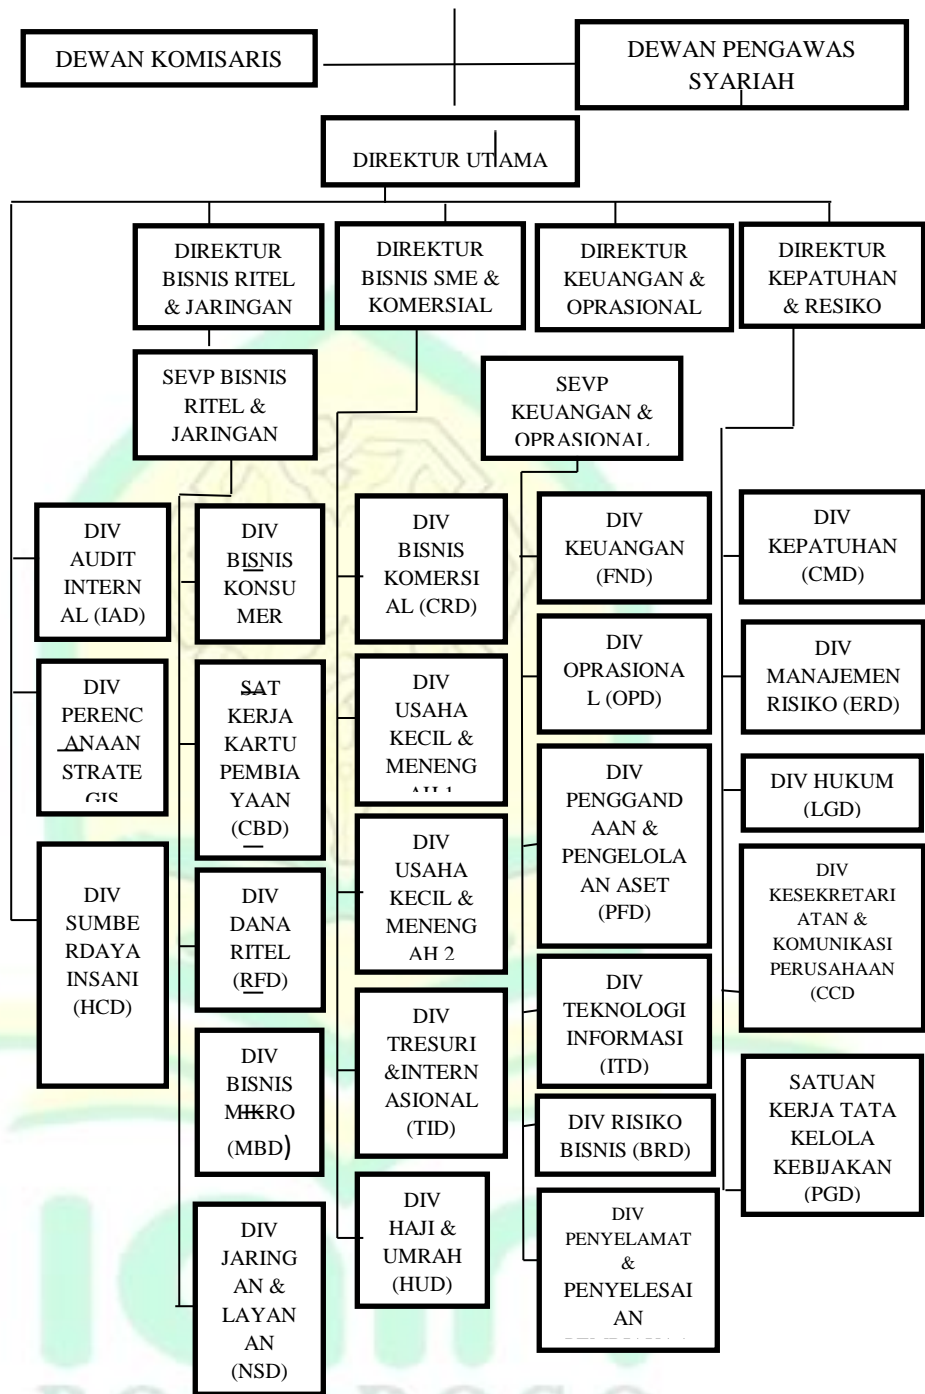 DEWAN KOMISARIS
DEWAN PENGAWAS
SYARIAH
DIREKTUR UTAMA
DIREKTUR
BISNIS RITEL
& JARINGAN
DIREKTUR
BISNIS SME &
KOMERSIAL
DIREKTUR
KEUANGAN &
OPRASIONAL
DIREKTUR
KEPATUHAN
& RESIKO
SEVP BISNIS
RITEL &
JARINGAN
SEVP
KEUANGAN &
OPRASIONAL
DIV
AUDIT
INTERN
AL (IAD)
DIV
PERENC
ANAAN
STRATE
GIS
DIV
SUMBE
RDAYA
INSANI
(HCD)
DIV
BISNIS
KONSU
MER
SAT
KERJA
KARTU
PEMBIA
YAAN
(CBD)
DIV
DANA
RITEL
(RFD)
DIV
BISNIS
MIKRO
(MBD)
DIV
JARING
AN &
LAYAN
AN
(NSD)
DIV
BISNIS
KOMERSI
AL (CRD)
DIV
USAHA
KECIL &
MENENG
AH 1
DIV
USAHA
KECIL &
MENENG
AH 2
DIV
TRESURI
&INTERN
ASIONAL
(TID)
DIV
HAJI &
UMRAH
(HUD)
DIV
KEUANGAN
(FND)
DIV
OPRASIONA
L (OPD)
DIV
PENGGAND
AAN &
PENGELOLA
AN ASET
(PFD)
DIV
TEKNOLOGI
INFORMASI
(ITD)
DIV RISIKO
BISNIS (BRD)
DIV
PENYELAMAT
&
PENYELESAI
AN
DIV
KEPATUHAN
(CMD)
DIV
MANAJEMEN
RISIKO (ERD)
DIV HUKUM
(LGD)
DIV
KESEKRETARI
ATAN &
KOMUNIKASI
PERUSAHAAN
(CCD
SATUAN
KERJA TATA
KELOLA
KEBIJAKAN
(PGD)